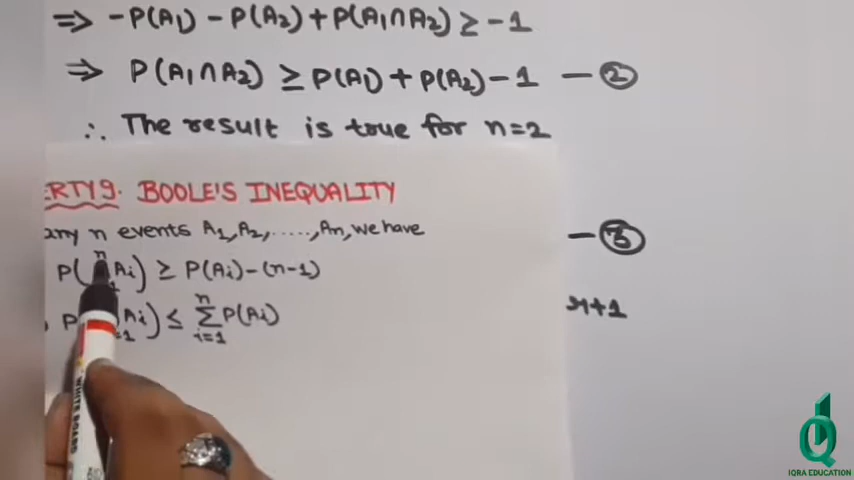 ⇒ -P(A₁) - P(A₂) + P(A₁∩A₂) ≥ -1
⇒ P(A₁∩A₂) ≥ P(A₁) + P(A₂) - 1 — ②
∴ The result is true for n=2
ERTY 9. BOOLE'S INEQUALITY
any n events A₁, A₂, ....., An, we have
— ③
P( n Ai) ≥ P(Ai) - (n-1)
r+1
P( Ai) ≤ n∑i=1 P(Ai)
=1
IQRA EDUCATION